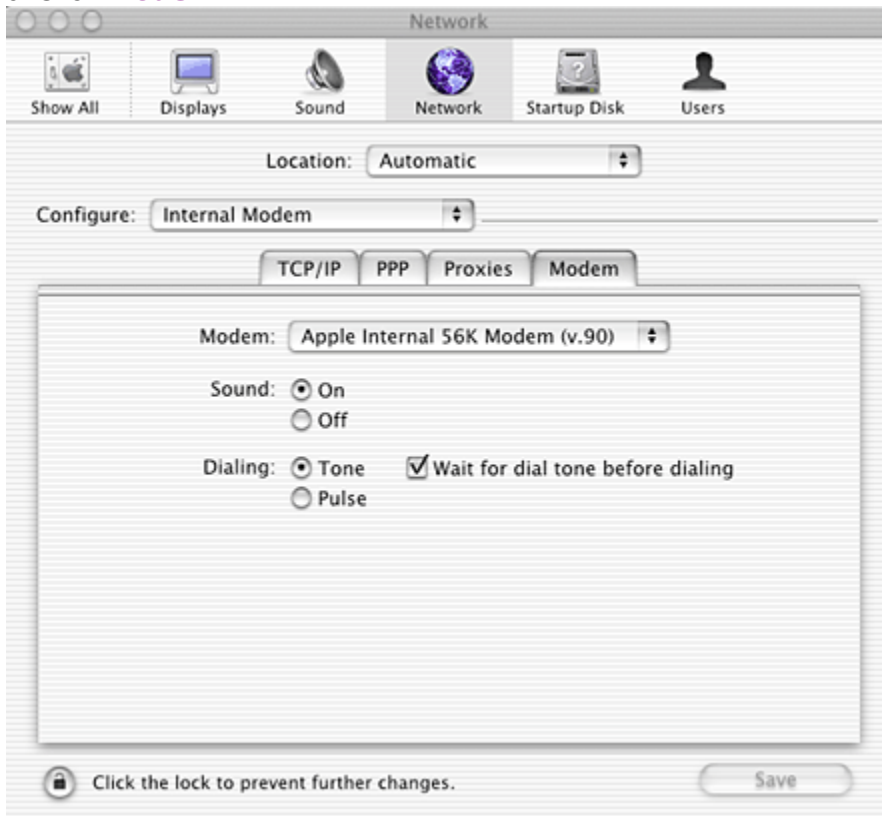 Network
Show All Displays Sound Network Startup Disk Users
Location: Automatic
Configure: Internal Modem
TCP/IP PPP Proxies Modem
Modem: Apple Internal 56K Modem (v.90)
Sound: On
Off
Dialing: Tone Wait for dial tone before dialing
Pulse
Click the lock to prevent further changes. Save